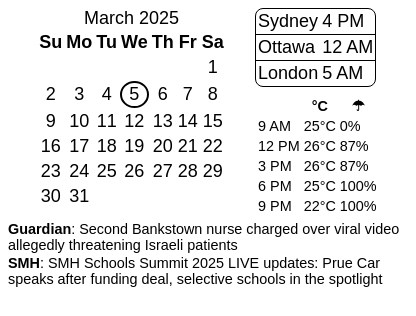 March 2025
Su Mo Tu We Th Fr Sa
1
2 3 4 5 6 7 8
9 10 11 12 13 14 15
16 17 18 19 20 21 22
23 24 25 26 27 28 29
30 31
Sydney 4 PM
Ottawa 12 AM
London 5 AM
°C ☂
9 AM 25°C 0%
12 PM 26°C 87%
3 PM 26°C 87%
6 PM 25°C 100%
9 PM 22°C 100%
Guardian: Second Bankstown nurse charged over viral video
allegedly threatening Israeli patients
SMH: SMH Schools Summit 2025 LIVE updates: Prue Car
speaks after funding deal, selective schools in the spotlight